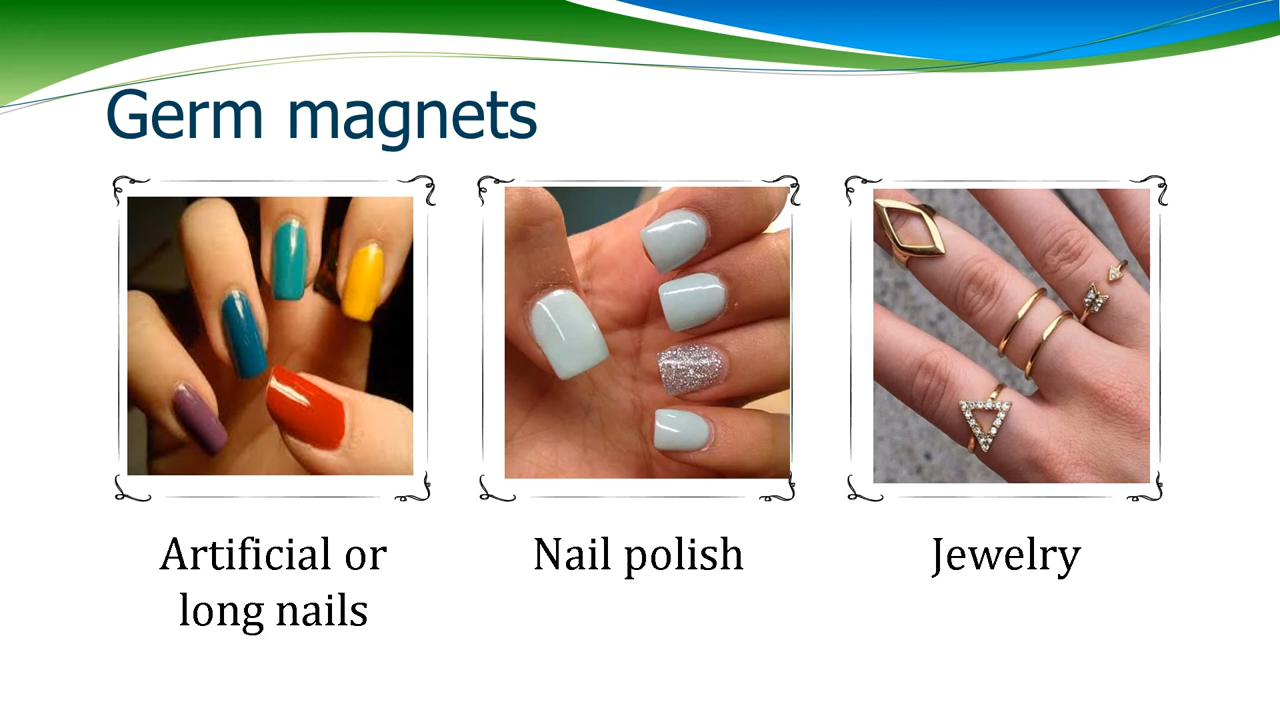 Germ magnets
Artificial or
long nails
Nail polish
Jewelry